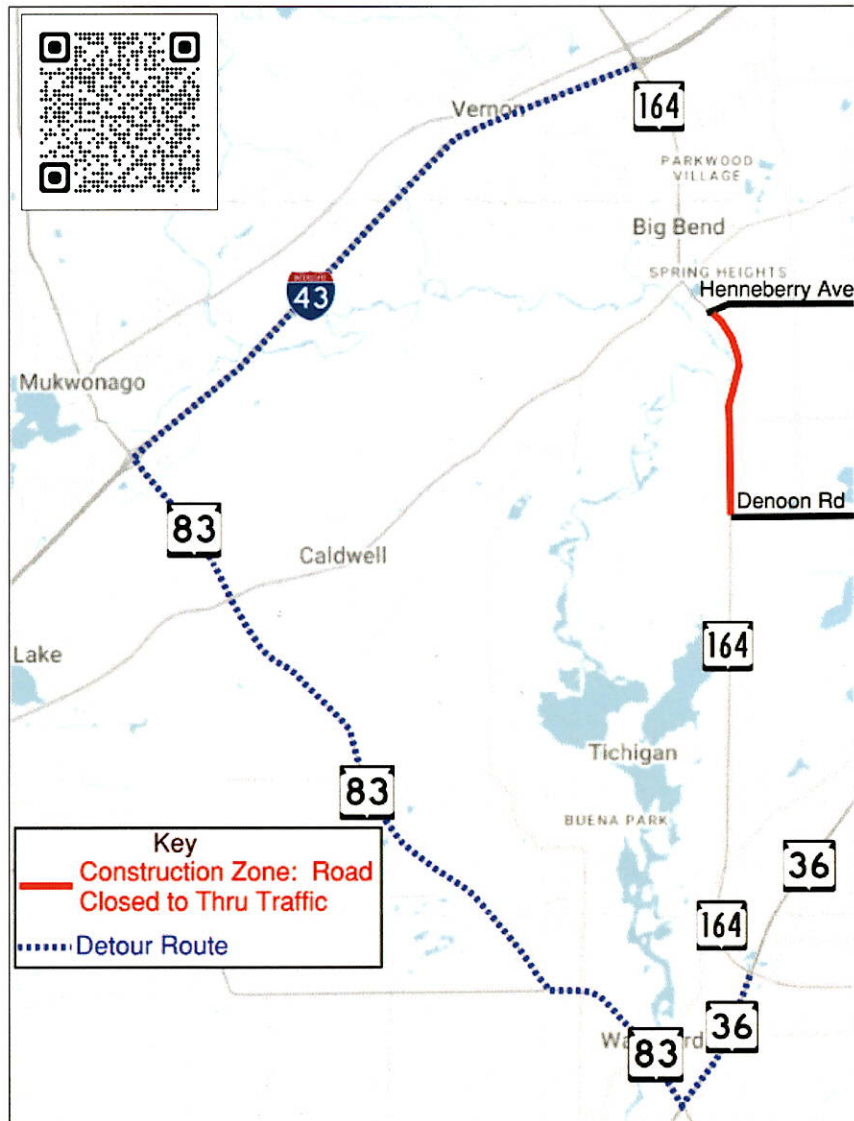 164
Vernon
PARKWOOD
VILLAGE
Big Bend
SPRING HEIGHTS
Henneberry Ave
INTERSTATE
43
Mukwonago
Denoon Rd
83
Caldwell
164
Lake
Tichigan
83
BUENA PARK
Key
Construction Zone: Road
Closed to Thru Traffic
Detour Route
36
164
36
83